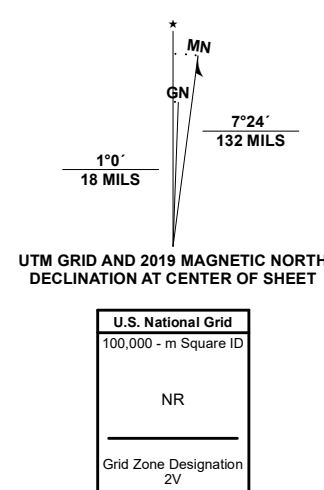 ★
MN
GN
7°24´
132 MILS
1°0´
18 MILS
UTM GRID AND 2019 MAGNETIC NORTH
DECLINATION AT CENTER OF SHEET
U.S. National Grid
100,000 - m Square ID
NR
Grid Zone Designation
2V